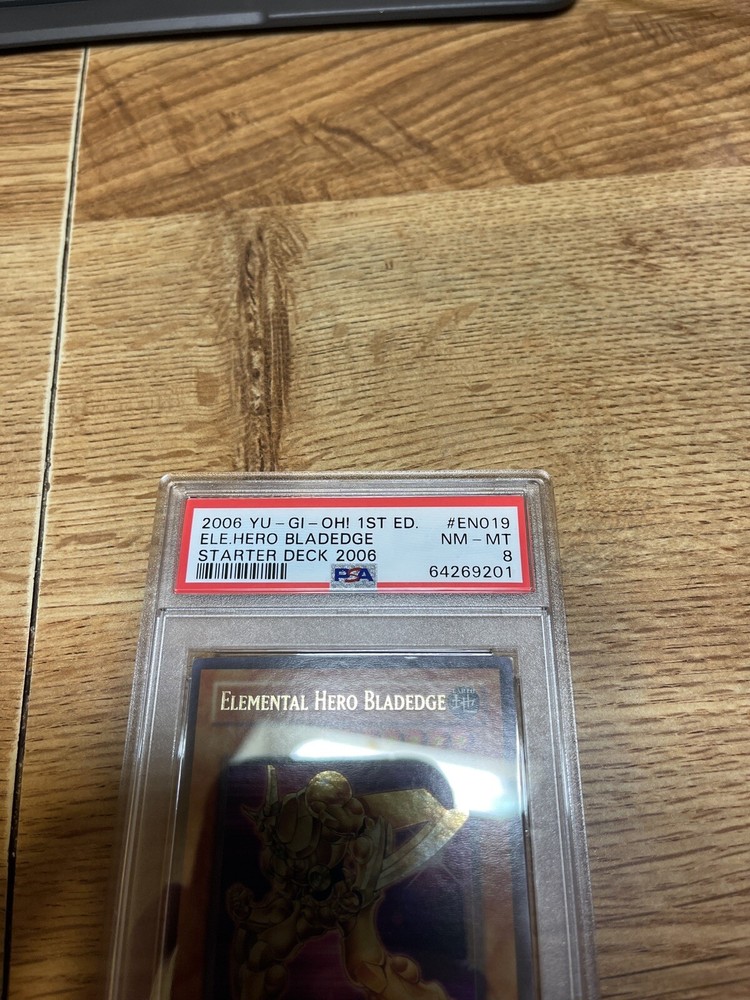 2006 YU-GI-OH! 1ST ED. #EN019
ELE.HERO BLADEDGE NM-MT
STARTER DECK 2006 8
PSA 64269201
ELEMENTAL HERO BLADEDGE 地